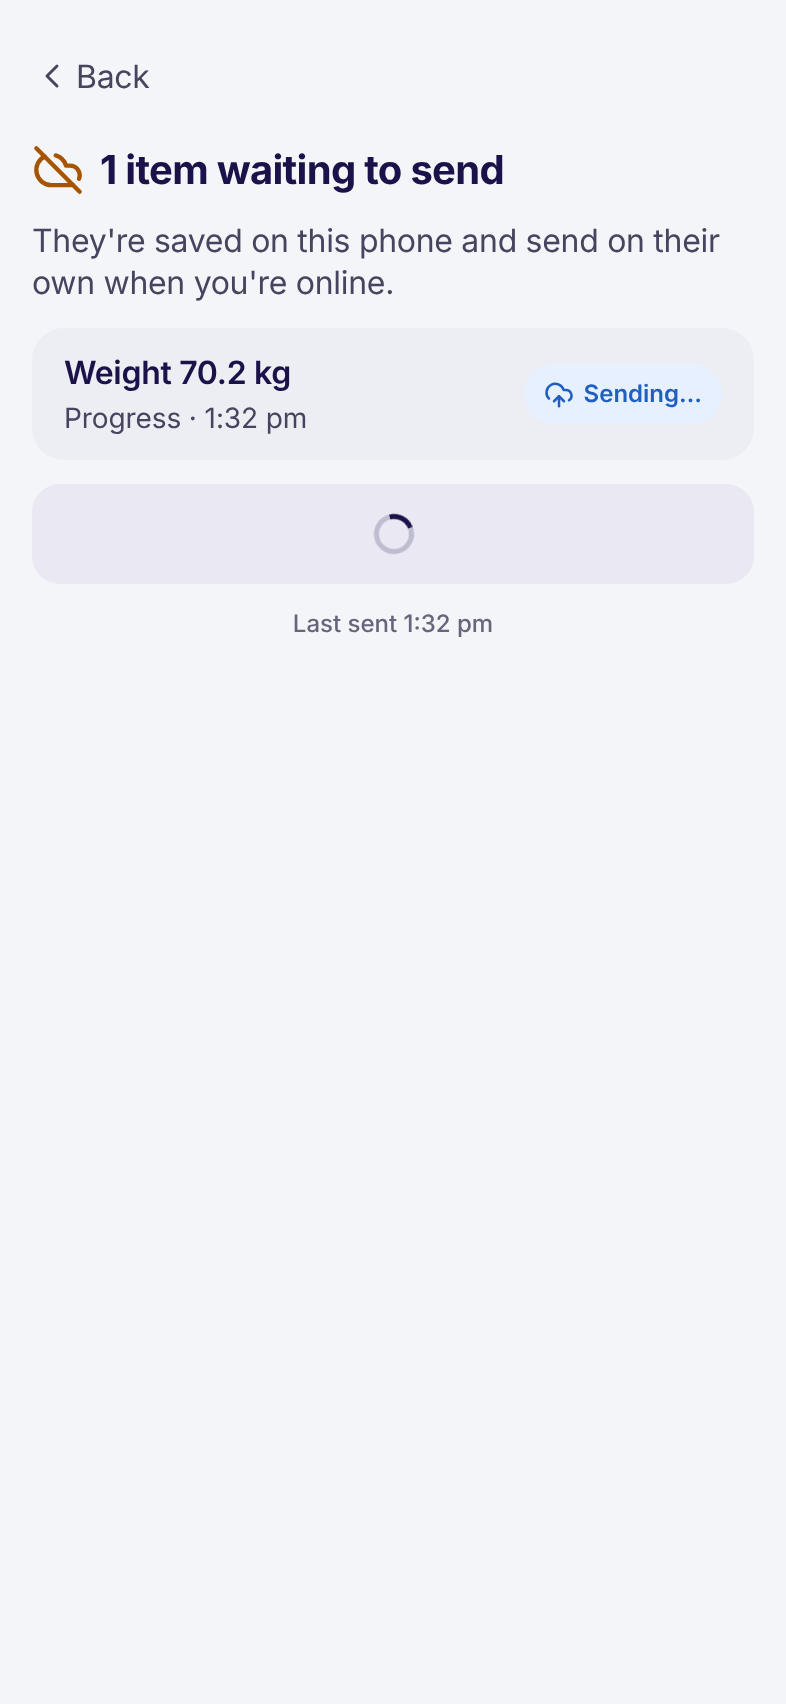 Back
1 item waiting to send
They're saved on this phone and send on their
own when you're online.
Weight 70.2 kg
Progress · 1:32 pm
Sending...
Last sent 1:32 pm